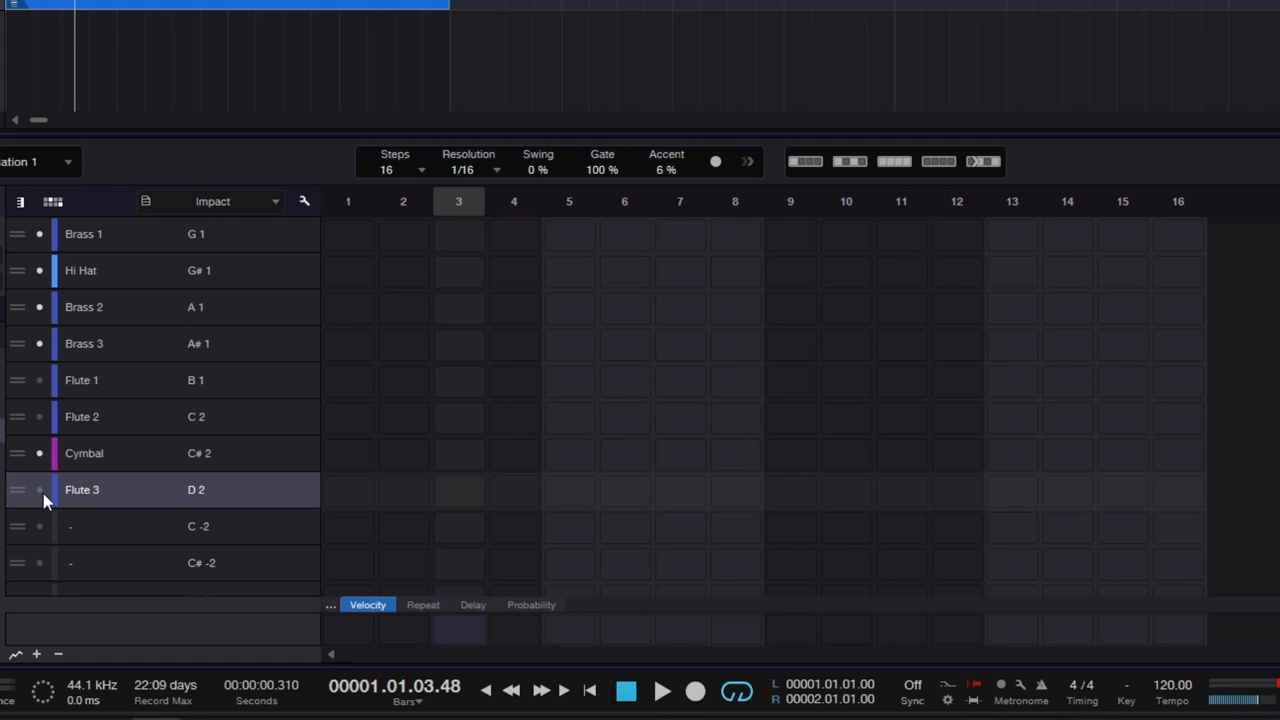 ation 1
Steps Resolution Swing Gate Accent
16 1/16 0 % 100 % 6 %
Impact 1 2 3 4 5 6 7 8 9 10 11 12 13 14 15 16
Brass 1 G 1
Hi Hat G# 1
Brass 2 A 1
Brass 3 A# 1
Flute 1 B 1
Flute 2 C 2
Cymbal C# 2
Flute 3 D 2
- C -2
- C# -2
... Velocity Repeat Delay Probability
44.1 kHz 22:09 days 00:00:00.310 00001.01.03.48 L 00001.01.01.00 Off 4 / 4 - 120.00
nce 0.0 ms Record Max Seconds Bars R 00002.01.01.00 Sync Metronome Timing Key Tempo